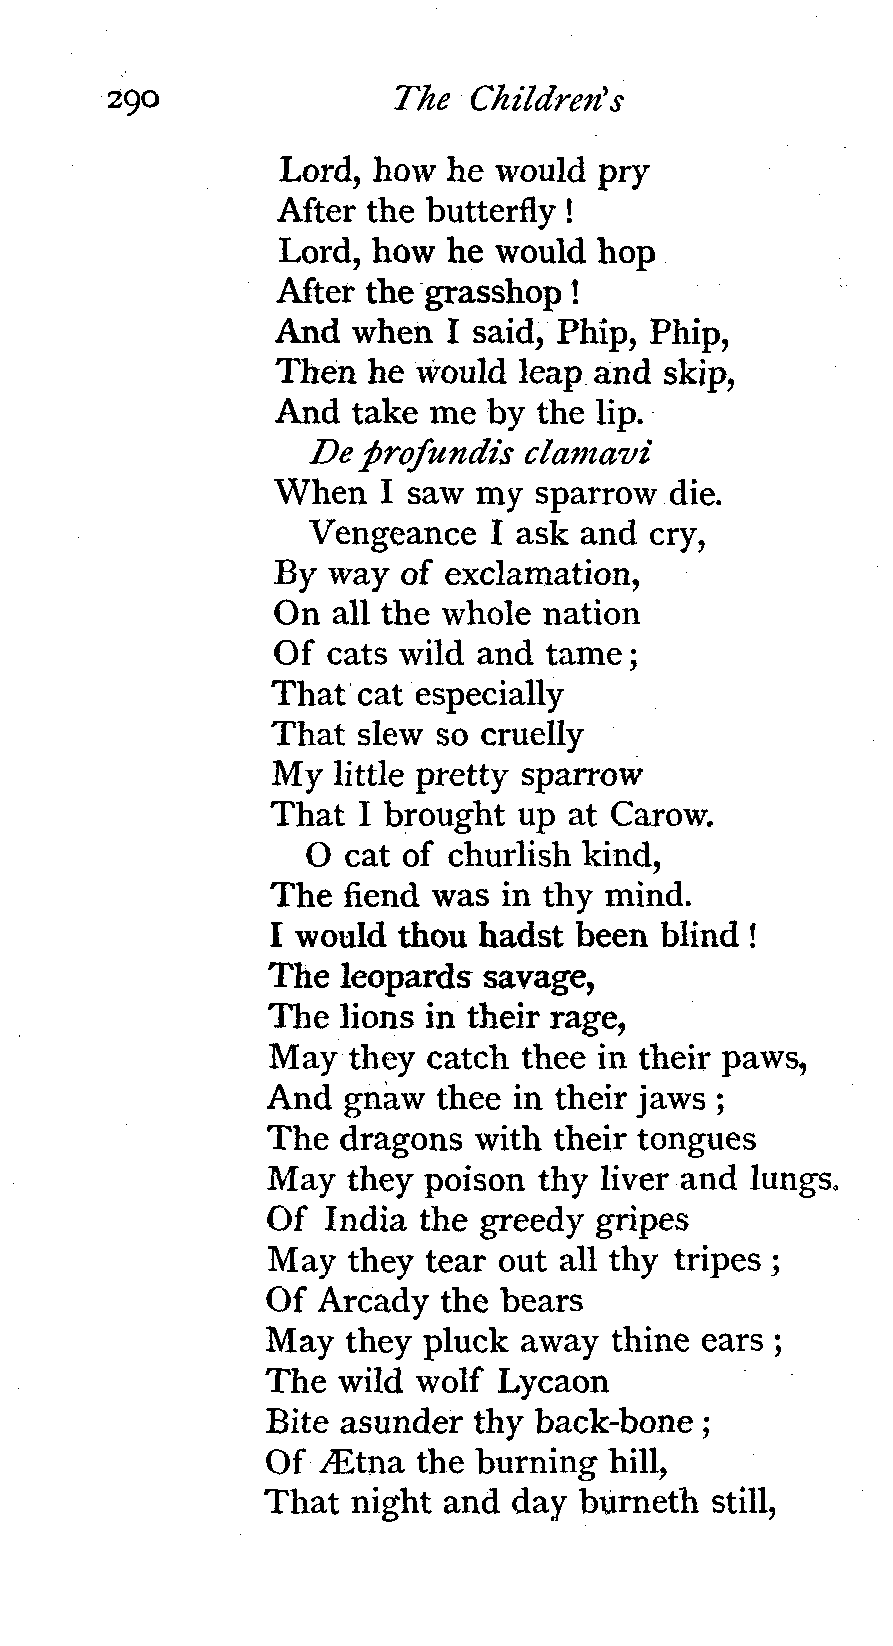 290 The Children's
Lord, how he would pry
After the butterfly !
Lord, how he would hop
After the grasshop !
And when I said, Phip, Phip,
Then he would leap and skip,
And take me by the lip.
De profundis clamavi
When I saw my sparrow die.
Vengeance I ask and cry,
By way of exclamation,
On all the whole nation
Of cats wild and tame ;
That cat especially
That slew so cruelly
My little pretty sparrow
That I brought up at Carow.
O cat of churlish kind,
The fiend was in thy mind.
I would thou hadst been blind !
The leopards savage,
The lions in their rage,
May they catch thee in their paws,
And gnaw thee in their jaws ;
The dragons with their tongues
May they poison thy liver and lungs.
Of India the greedy gripes
May they tear out all thy tripes ;
Of Arcady the bears
May they pluck away thine ears ;
The wild wolf Lycaon
Bite asunder thy back-bone ;
Of Ætna the burning hill,
That night and day burneth still,